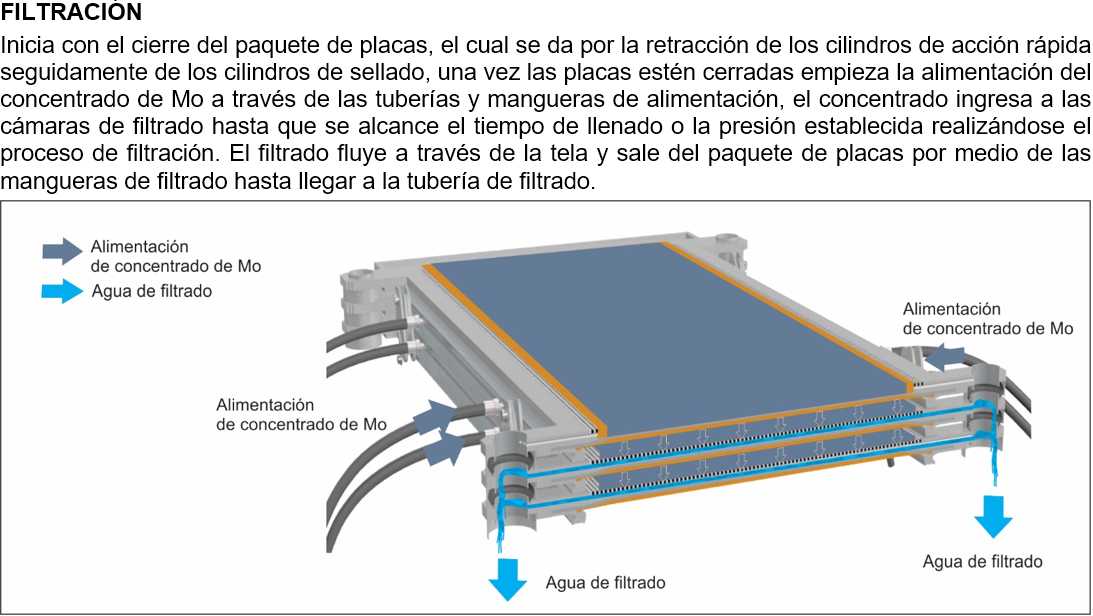 FILTRACIÓN
Inicia con el cierre del paquete de placas, el cual se da por la retracción de los cilindros de acción rápida
seguidamente de los cilindros de sellado, una vez las placas estén cerradas empieza la alimentación del
concentrado de Mo a través de las tuberías y mangueras de alimentación, el concentrado ingresa a las
cámaras de filtrado hasta que se alcance el tiempo de llenado o la presión establecida realizándose el
proceso de filtración. El filtrado fluye a través de la tela y sale del paquete de placas por medio de las
mangueras de filtrado hasta llegar a la tubería de filtrado.
Alimentación
de concentrado de Mo
Agua de filtrado
Alimentación
de concentrado de Mo
Alimentación
de concentrado de Mo
Agua de filtrado
Agua de filtrado